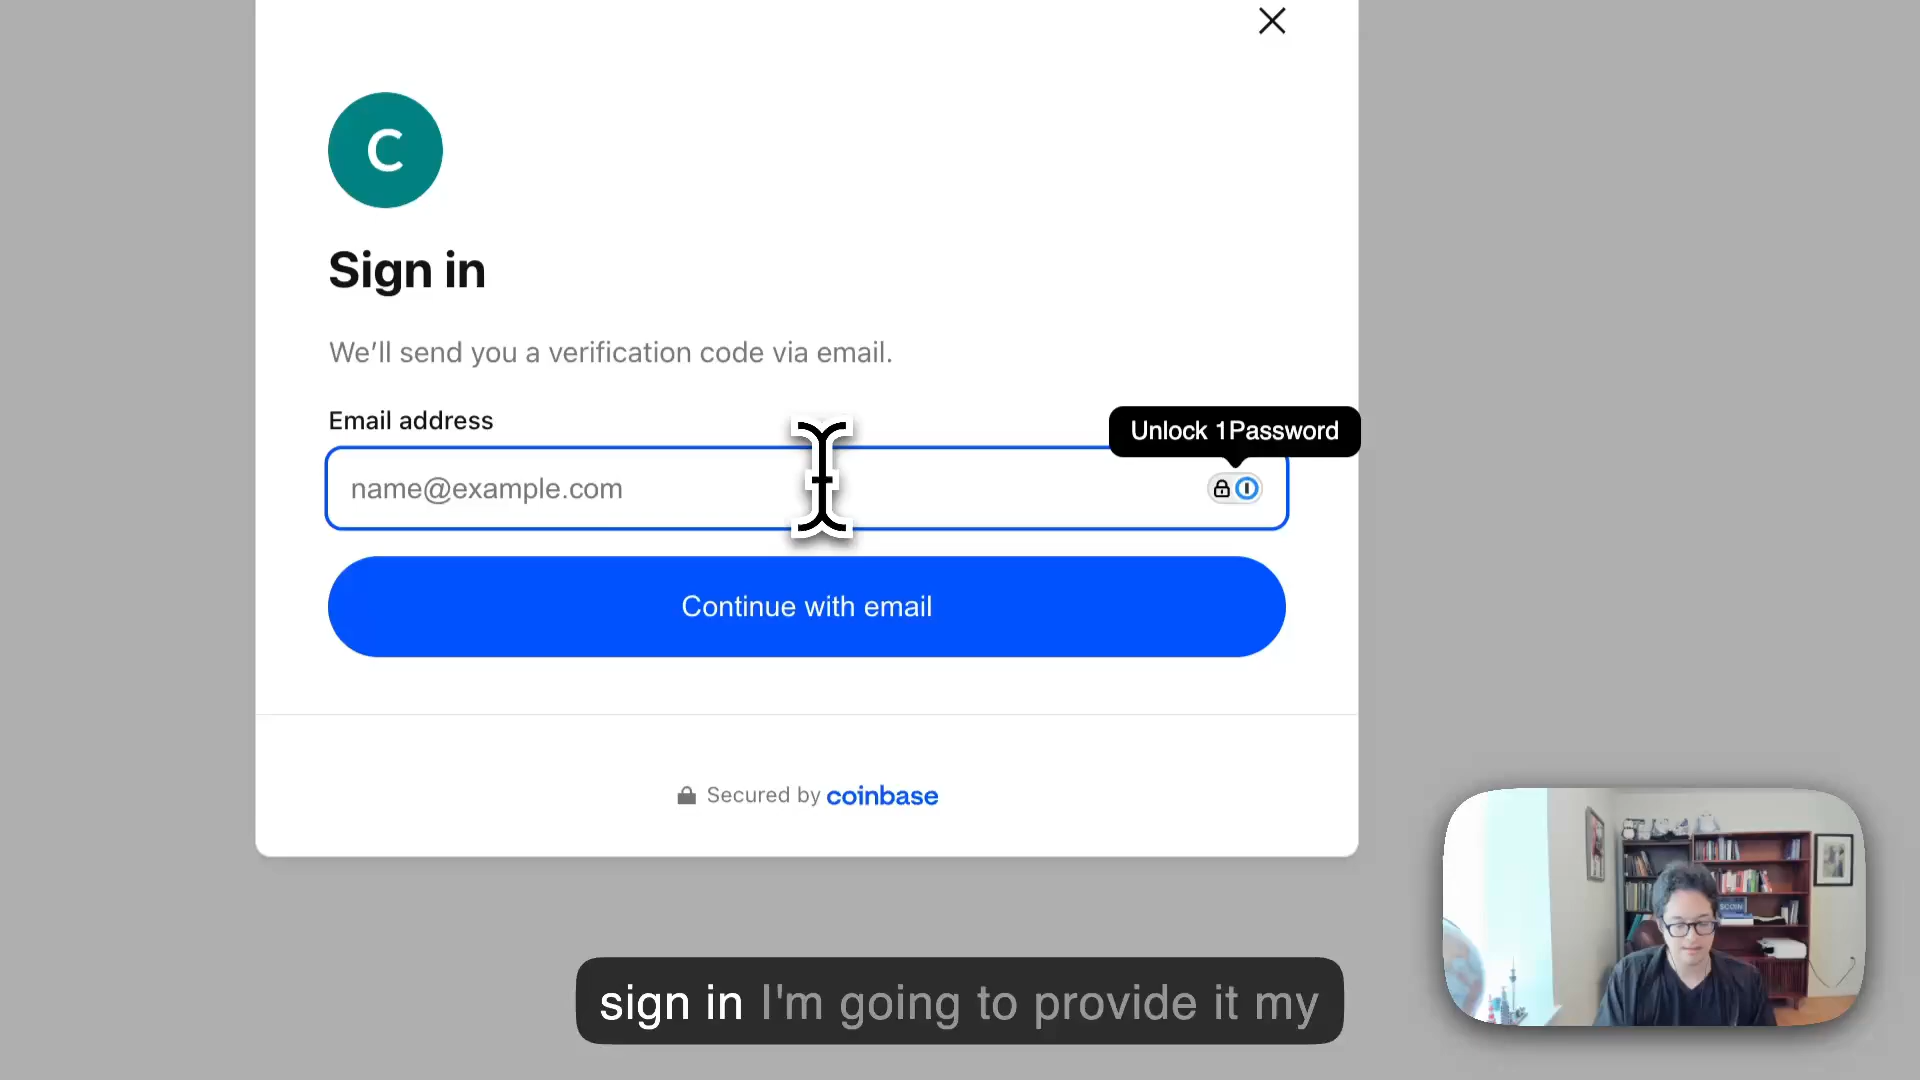 C
Sign in
We’ll send you a verification code via email.
Email address
Unlock 1Password
name@example.com
Continue with email
Secured by coinbase
SCOIN
sign in I'm going to provide it my